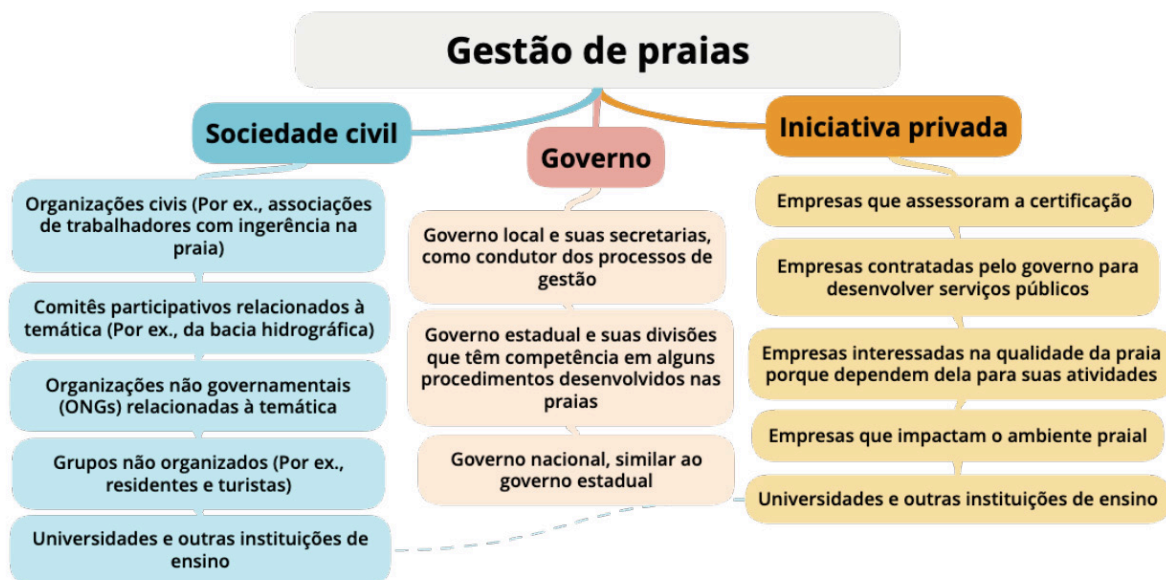 Gestão de praias
Sociedade civil
Organizações civis (Por ex., associações
de trabalhadores com ingerência na
praia)
Comitês participativos relacionados à
temática (Por ex., da bacia hidrográfica)
Organizações não governamentais
(ONGs) relacionadas à temática
Grupos não organizados (Por ex.,
residentes e turistas)
Universidades e outras instituições de
ensino
Governo
Governo local e suas secretarias,
como condutor dos processos de
gestão
Governo estadual e suas divisões
que têm competência em alguns
procedimentos desenvolvidos nas
praias
Governo nacional, similar ao
governo estadual
Iniciativa privada
Empresas que assessoram a certificação
Empresas contratadas pelo governo para
desenvolver serviços públicos
Empresas interessadas na qualidade da praia
porque dependem dela para suas atividades
Empresas que impactam o ambiente praial
Universidades e outras instituições de ensino